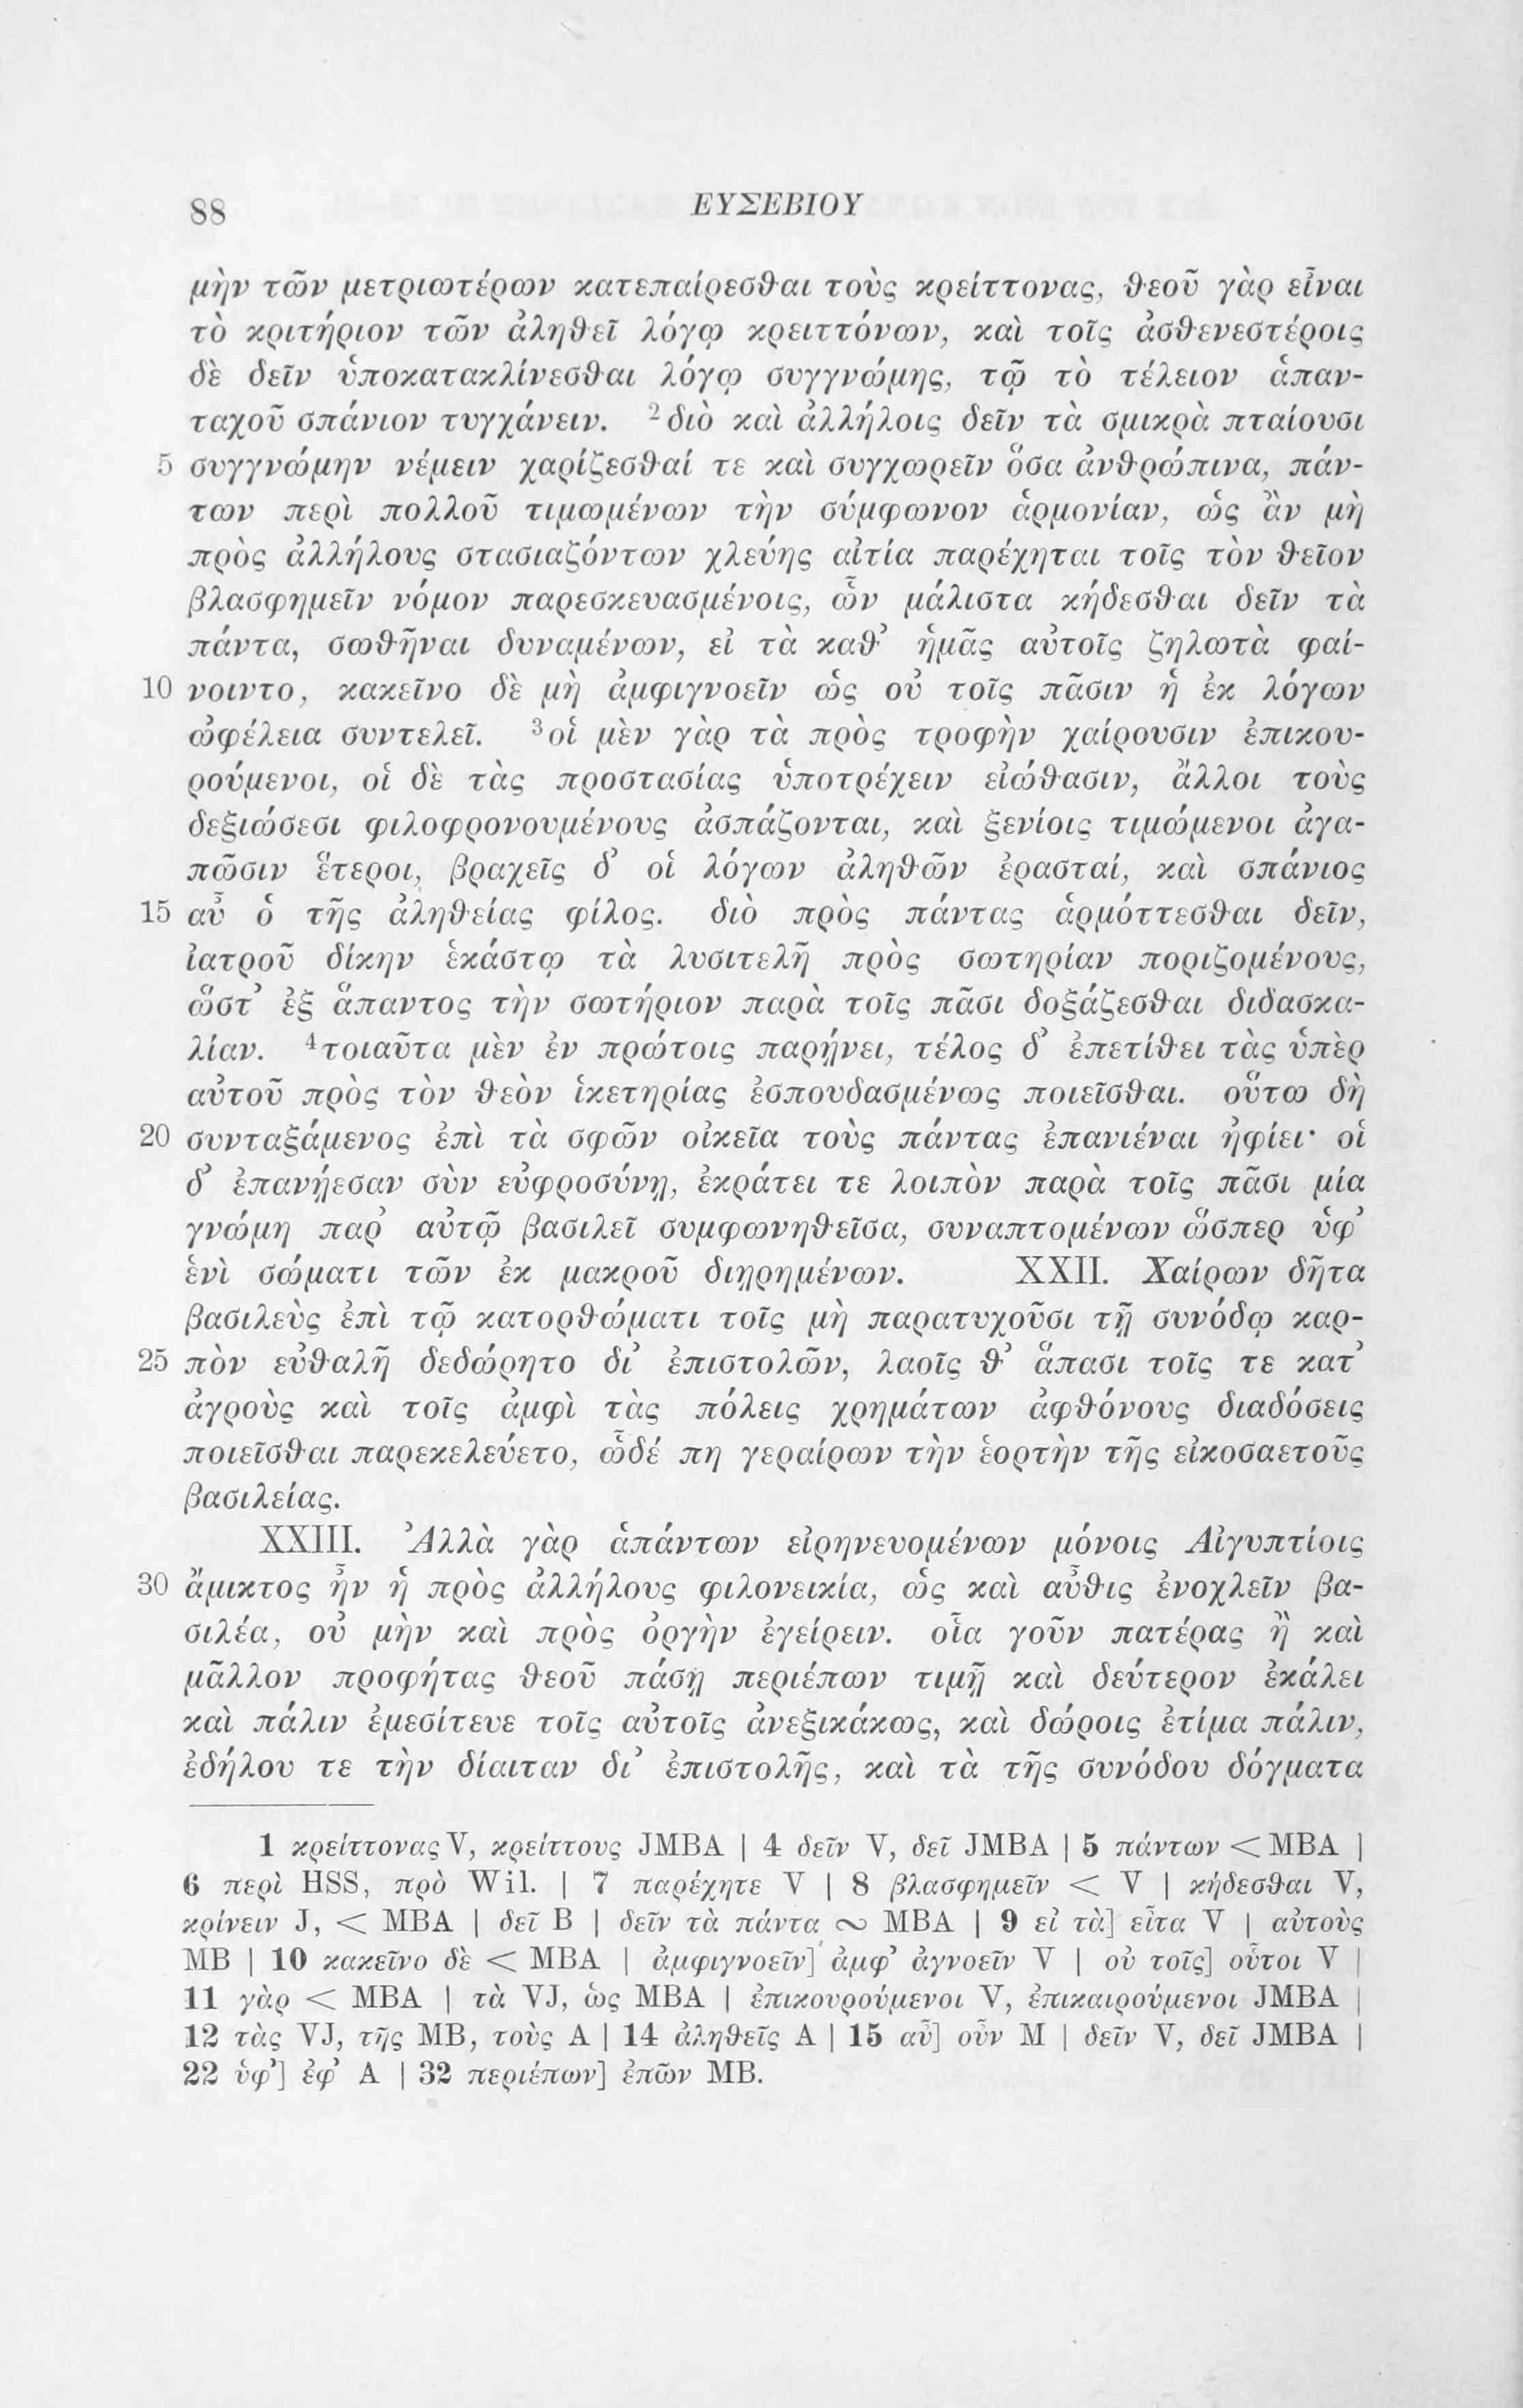 88 ΕΥΣΕΒΙΟΥ
μὴν τῶν μετριωτέρων κατεπαίρεσθαι τοὺς κρείττονας, θεοῦ γὰρ εἶναι
τὸ κριτήριον τῶν ἀληθεῖ λόγῳ κρειττόνων, καὶ τοῖς ἀσθενεστέροις
δὲ δεῖν ὑποκατακλίνεσθαι λόγῳ συγγνώμης, τῷ τὸ τέλειον ἁπαν-
ταχοῦ σπάνιον τυγχάνειν. ²διὸ καὶ ἀλλήλοις δεῖν τὰ σμικρὰ πταίουσι
5 συγγνώμην νέμειν χαρίζεσθαί τε καὶ συγχωρεῖν ὅσα ἀνθρώπινα, πάν-
των περὶ πολλοῦ τιμωμένων τὴν σύμφωνον ἁρμονίαν, ὡς ἂν μὴ
πρὸς ἀλλήλους στασιαζόντων χλεύης αἰτία παρέχηται τοῖς τὸν θεῖον
βλασφημεῖν νόμον παρεσκευασμένοις, ὧν μάλιστα κήδεσθαι δεῖν τὰ
πάντα, σωθῆναι δυναμένων, εἰ τὰ καθ’ ἡμᾶς αὐτοῖς ζηλωτὰ φαί-
10 νοιντο, κακεῖνο δὲ μὴ ἀμφιγνοεῖν ὡς οὐ τοῖς πᾶσιν ἡ ἐκ λόγων
ὠφέλεια συντελεῖ. ³οἱ μὲν γὰρ τὰ πρὸς τροφὴν χαίρουσιν ἐπικου-
ρούμενοι, οἱ δὲ τὰς προστασίας ὑποτρέχειν εἰώθασιν, ἄλλοι τοὺς
δεξιώσεσι φιλοφρονουμένους ἀσπάζονται, καὶ ξενίοις τιμώμενοι ἀγα-
πῶσιν ἕτεροι, βραχεῖς δ’ οἱ λόγων ἀληθῶν ἐρασταί, καὶ σπάνιος
15 αὖ ὁ τῆς ἀληθείας φίλος. διὸ πρὸς πάντας ἁρμόττεσθαι δεῖν,
ἰατροῦ δίκην ἑκάστῳ τὰ λυσιτελῆ πρὸς σωτηρίαν ποριζομένους,
ὥστ’ ἐξ ἅπαντος τὴν σωτήριον παρὰ τοῖς πᾶσι δοξάζεσθαι διδασκα-
λίαν. ⁴τοιαῦτα μὲν ἐν πρώτοις παρῄνει, τέλος δ’ ἐπετίθει τὰς ὑπὲρ
αὐτοῦ πρὸς τὸν θεὸν ἱκετηρίας ἐσπουδασμένως ποιεῖσθαι. οὕτω δὴ
20 συνταξάμενος ἐπὶ τὰ σφῶν οἰκεῖα τοὺς πάντας ἐπανιέναι ἠφίει· οἱ
δ’ ἐπανῄεσαν σὺν εὐφροσύνῃ, ἐκράτει τε λοιπὸν παρὰ τοῖς πᾶσι μία
γνώμη παρ’ αὐτῷ βασιλεῖ συμφωνηθεῖσα, συναπτομένων ὥσπερ ὑφ’
ἑνὶ σώματι τῶν ἐκ μακροῦ διῃρημένων. XXII. Χαίρων δῆτα
βασιλεὺς ἐπὶ τῷ κατορθώματι τοῖς μὴ παρατυχοῦσι τῇ συνόδῳ καρ-
25 πὸν εὐθαλῆ δεδώρητο δι’ ἐπιστολῶν, λαοῖς θ’ ἅπασι τοῖς τε κατ’
ἀγροὺς καὶ τοῖς ἀμφὶ τὰς πόλεις χρημάτων ἀφθόνους διαδόσεις
ποιεῖσθαι παρεκελεύετο, ὧδέ πη γεραίρων τὴν ἑορτὴν τῆς εἰκοσαετοῦς
βασιλείας.
XXIII. Ἀλλὰ γὰρ ἁπάντων εἰρηνευομένων μόνοις Αἰγυπτίοις
30 ἄμικτος ἦν ἡ πρὸς ἀλλήλους φιλονεικία, ὡς καὶ αὖθις ἐνοχλεῖν βα-
σιλέα, οὐ μὴν καὶ πρὸς ὀργὴν ἐγείρειν. οἷα γοῦν πατέρας ἢ καὶ
μᾶλλον προφήτας θεοῦ πάσῃ περιέπων τιμῇ καὶ δεύτερον ἐκάλει
καὶ πάλιν ἐμεσίτευε τοῖς αὐτοῖς ἀνεξικάκως, καὶ δώροις ἐτίμα πάλιν,
ἐδήλου τε τὴν δίαιταν δι’ ἐπιστολῆς, καὶ τὰ τῆς συνόδου δόγματα
1 κρείττονας V, κρείττους JMBA | 4 δεῖν V, δεῖ JMBA | 5 πάντων < MBA |
6 περὶ HSS, πρὸ Wil. | 7 παρέχητε V | 8 βλασφημεῖν < V | κήδεσθαι V,
κρίνειν J, < MBA | δεῖ B | δεῖν τὰ πάντα ∾ MBA | 9 εἰ τὰ] εἶτα V | αὐτοὺς
MB | 10 κακεῖνο δὲ < MBA | ἀμφιγνοεῖν] ἀμφ’ ἀγνοεῖν V | οὐ τοῖς] οὗτοι V |
11 γὰρ < MBA | τὰ VJ, ὡς MBA | ἐπικουρούμενοι V, ἐπικαιρούμενοι JMBA |
12 τὰς VJ, τῆς MB, τοὺς A | 14 ἀληθεῖς A | 15 αὖ] οὖν M | δεῖν V, δεῖ JMBA |
22 ὑφ’] ἐφ’ A | 32 περιέπων] ἐπῶν MB.